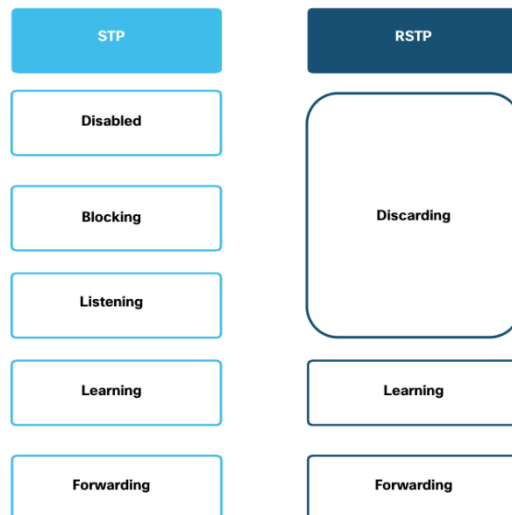 STP
RSTP
Disabled
Blocking
Discarding
Listening
Learning
Learning
Forwarding
Forwarding